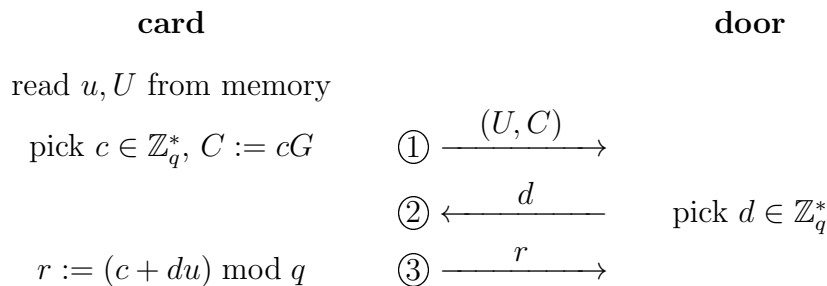 card door
read u, U from memory
pick c ∈ ℤ*_q, C := cG ① (U, C)
② d pick d ∈ ℤ*_q
r := (c + du) mod q ③ r